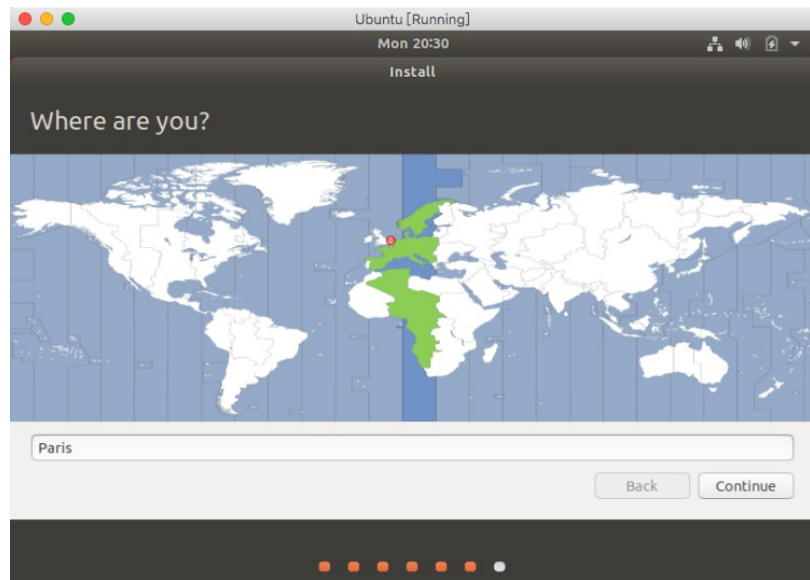 Ubuntu [Running]
Mon 20:30
Install
Where are you?
Paris
Back
Continue